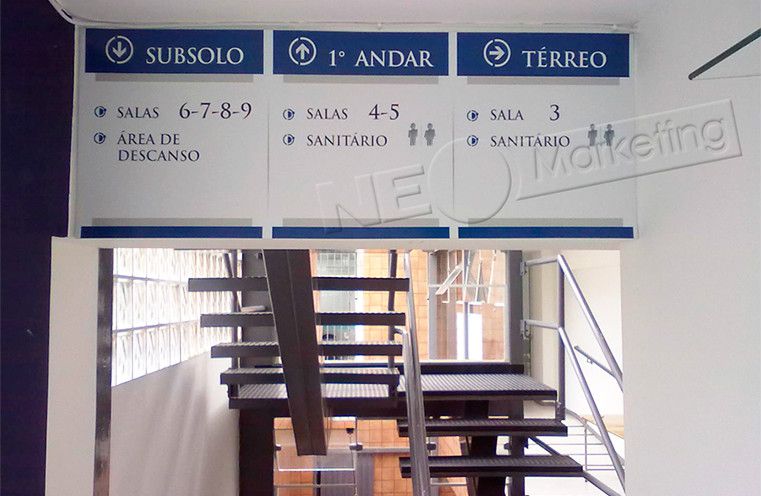 SUBSOLO
SALAS 6-7-8-9
ÁREA DE
DESCANSO
1º ANDAR
SALAS 4-5
SANITÁRIO
TÉRREO
SALA 3
SANITÁRIO
NEO Marketing